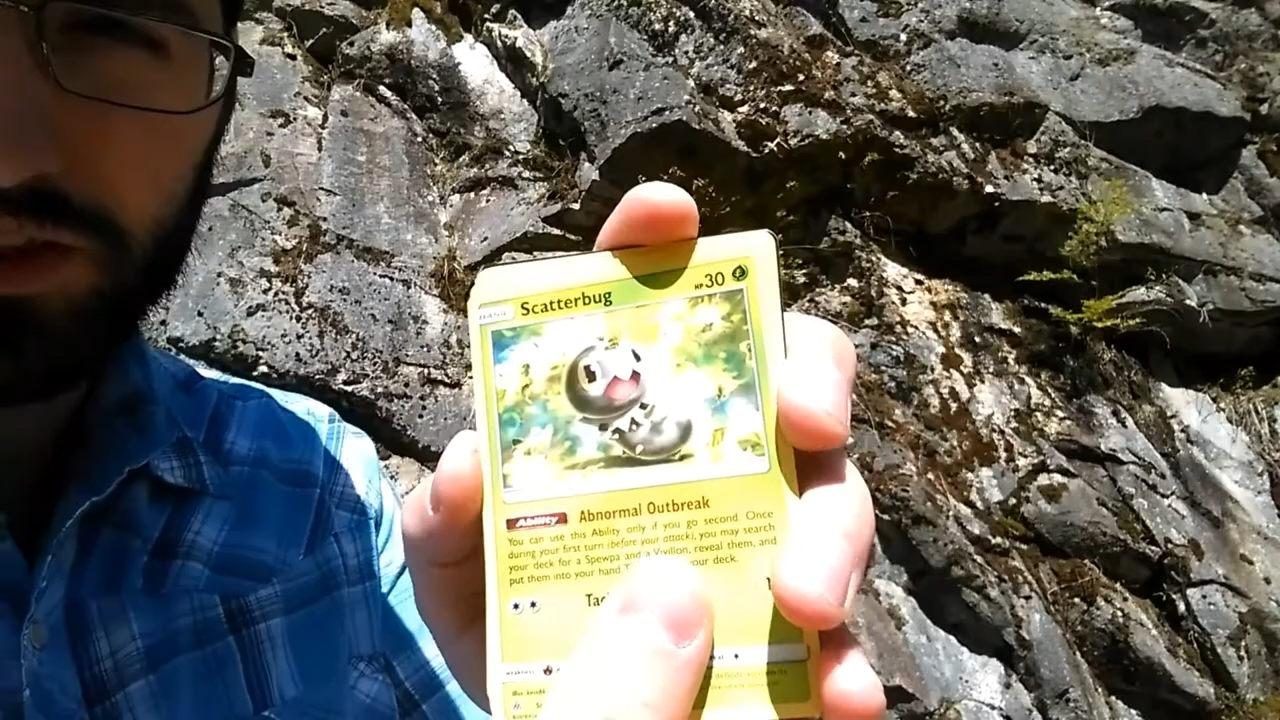 BASIC Scatterbug HP30
Ability Abnormal Outbreak
You can use this Ability only if you go second. Once
during your first turn (before your attack), you may search
your deck for a Spewpa and a Vivillon, reveal them, and
put them into your hand your deck.
weakness